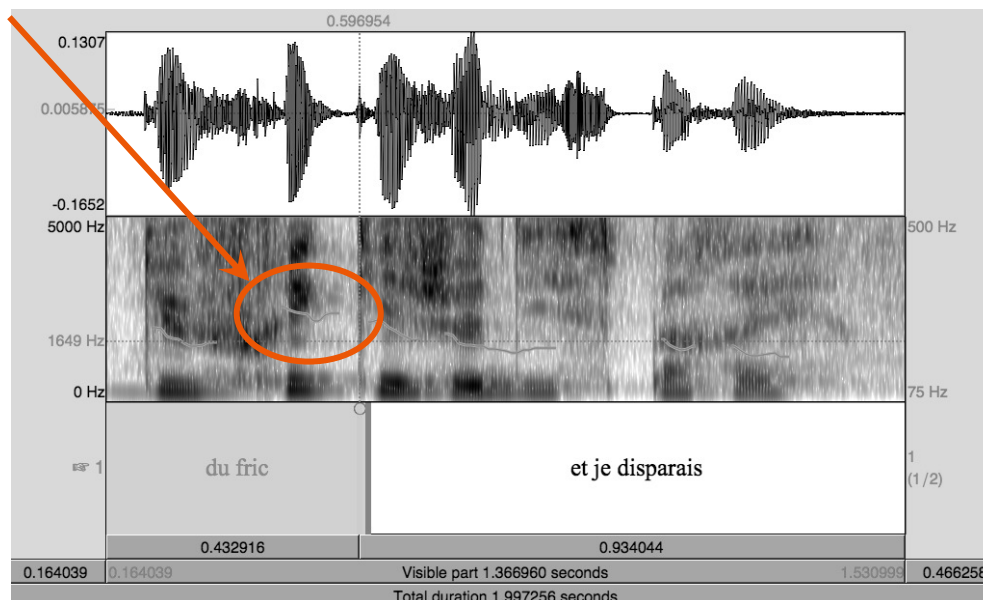 0.596954
0.1307
0.005875
-0.1652
5000 Hz
500 Hz
1649 Hz
0 Hz
75 Hz
☞ 1
du fric
et je disparais
1
(1/2)
0.432916
0.934044
0.164039
0.164039
Visible part 1.366960 seconds
1.530999
0.466258
Total duration 1.997256 seconds